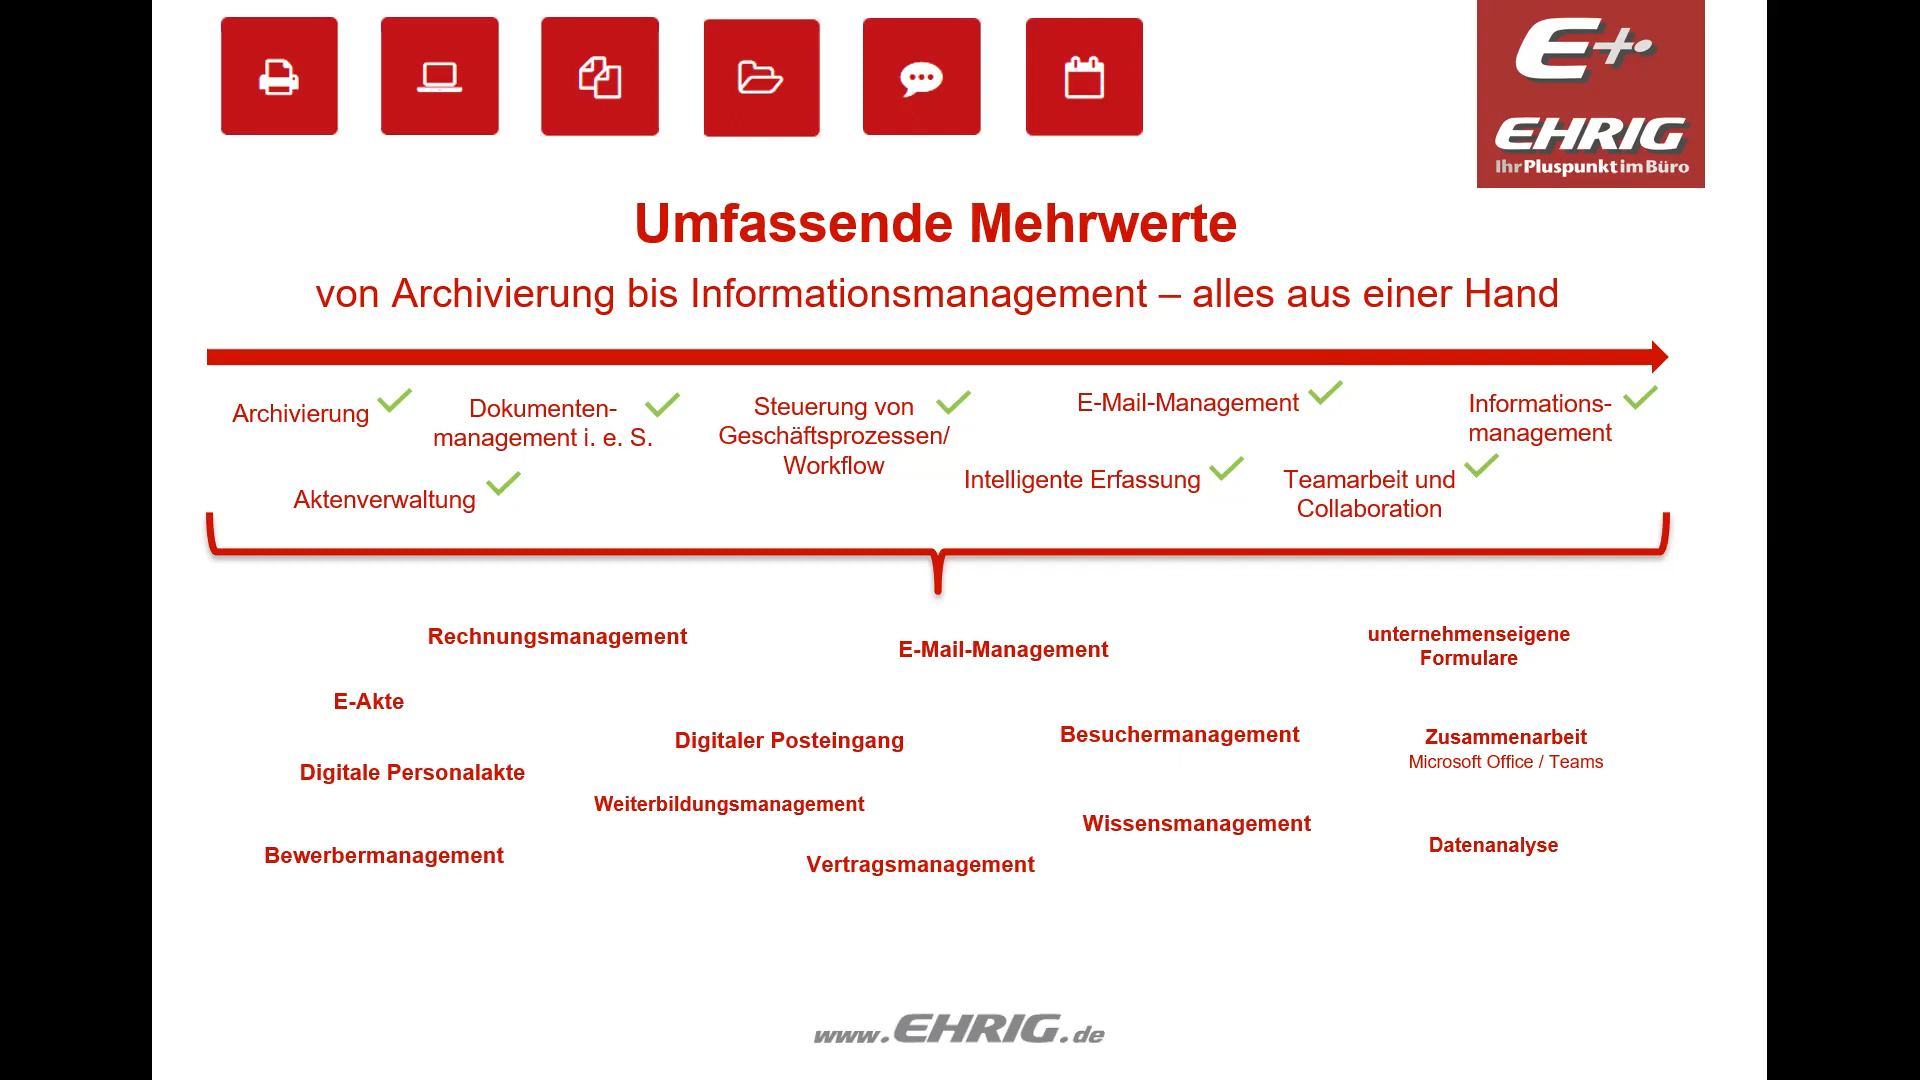 E+
EHRIG
Ihr Pluspunkt im Büro
Umfassende Mehrwerte
von Archivierung bis Informationsmanagement – alles aus einer Hand
Archivierung
Dokumenten-
management i. e. S.
Steuerung von
Geschäftsprozessen/
Workflow
E-Mail-Management
Informations-
management
Aktenverwaltung
Intelligente Erfassung
Teamarbeit und
Collaboration
Rechnungsmanagement
E-Mail-Management
unternehmenseigene
Formulare
E-Akte
Digitaler Posteingang
Besuchermanagement
Zusammenarbeit
Microsoft Office / Teams
Digitale Personalakte
Weiterbildungsmanagement
Wissensmanagement
Datenanalyse
Bewerbermanagement
Vertragsmanagement
www.EHRIG.de